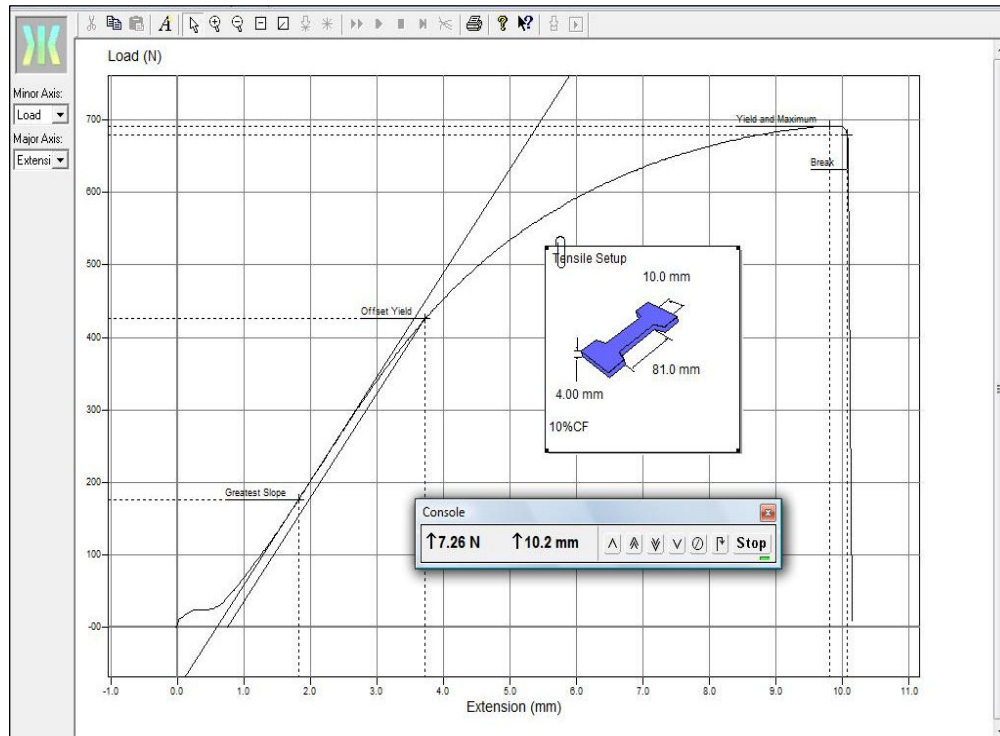 Minor Axis:
Load
Major Axis:
Extensi
Load (N)
700
600
500
400
300
200
100
-00
-1.0 0.0 1.0 2.0 3.0 4.0 5.0 6.0 7.0 8.0 9.0 10.0 11.0
Extension (mm)
Yield and Maximum
Break
Offset Yield
Greatest Slope
Tensile Setup
10.0 mm
81.0 mm
4.00 mm
10%CF
Console
↑7.26 N ↑10.2 mm Stop